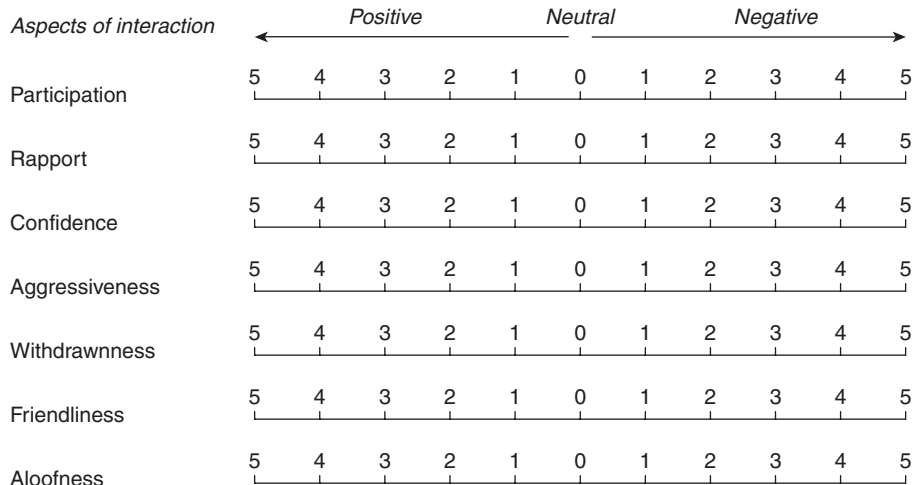 Aspects of interaction Positive Neutral Negative
5 4 3 2 1 0 1 2 3 4 5
Participation
5 4 3 2 1 0 1 2 3 4 5
Rapport
5 4 3 2 1 0 1 2 3 4 5
Confidence
5 4 3 2 1 0 1 2 3 4 5
Aggressiveness
5 4 3 2 1 0 1 2 3 4 5
Withdrawnness
5 4 3 2 1 0 1 2 3 4 5
Friendliness
5 4 3 2 1 0 1 2 3 4 5
Aloofness